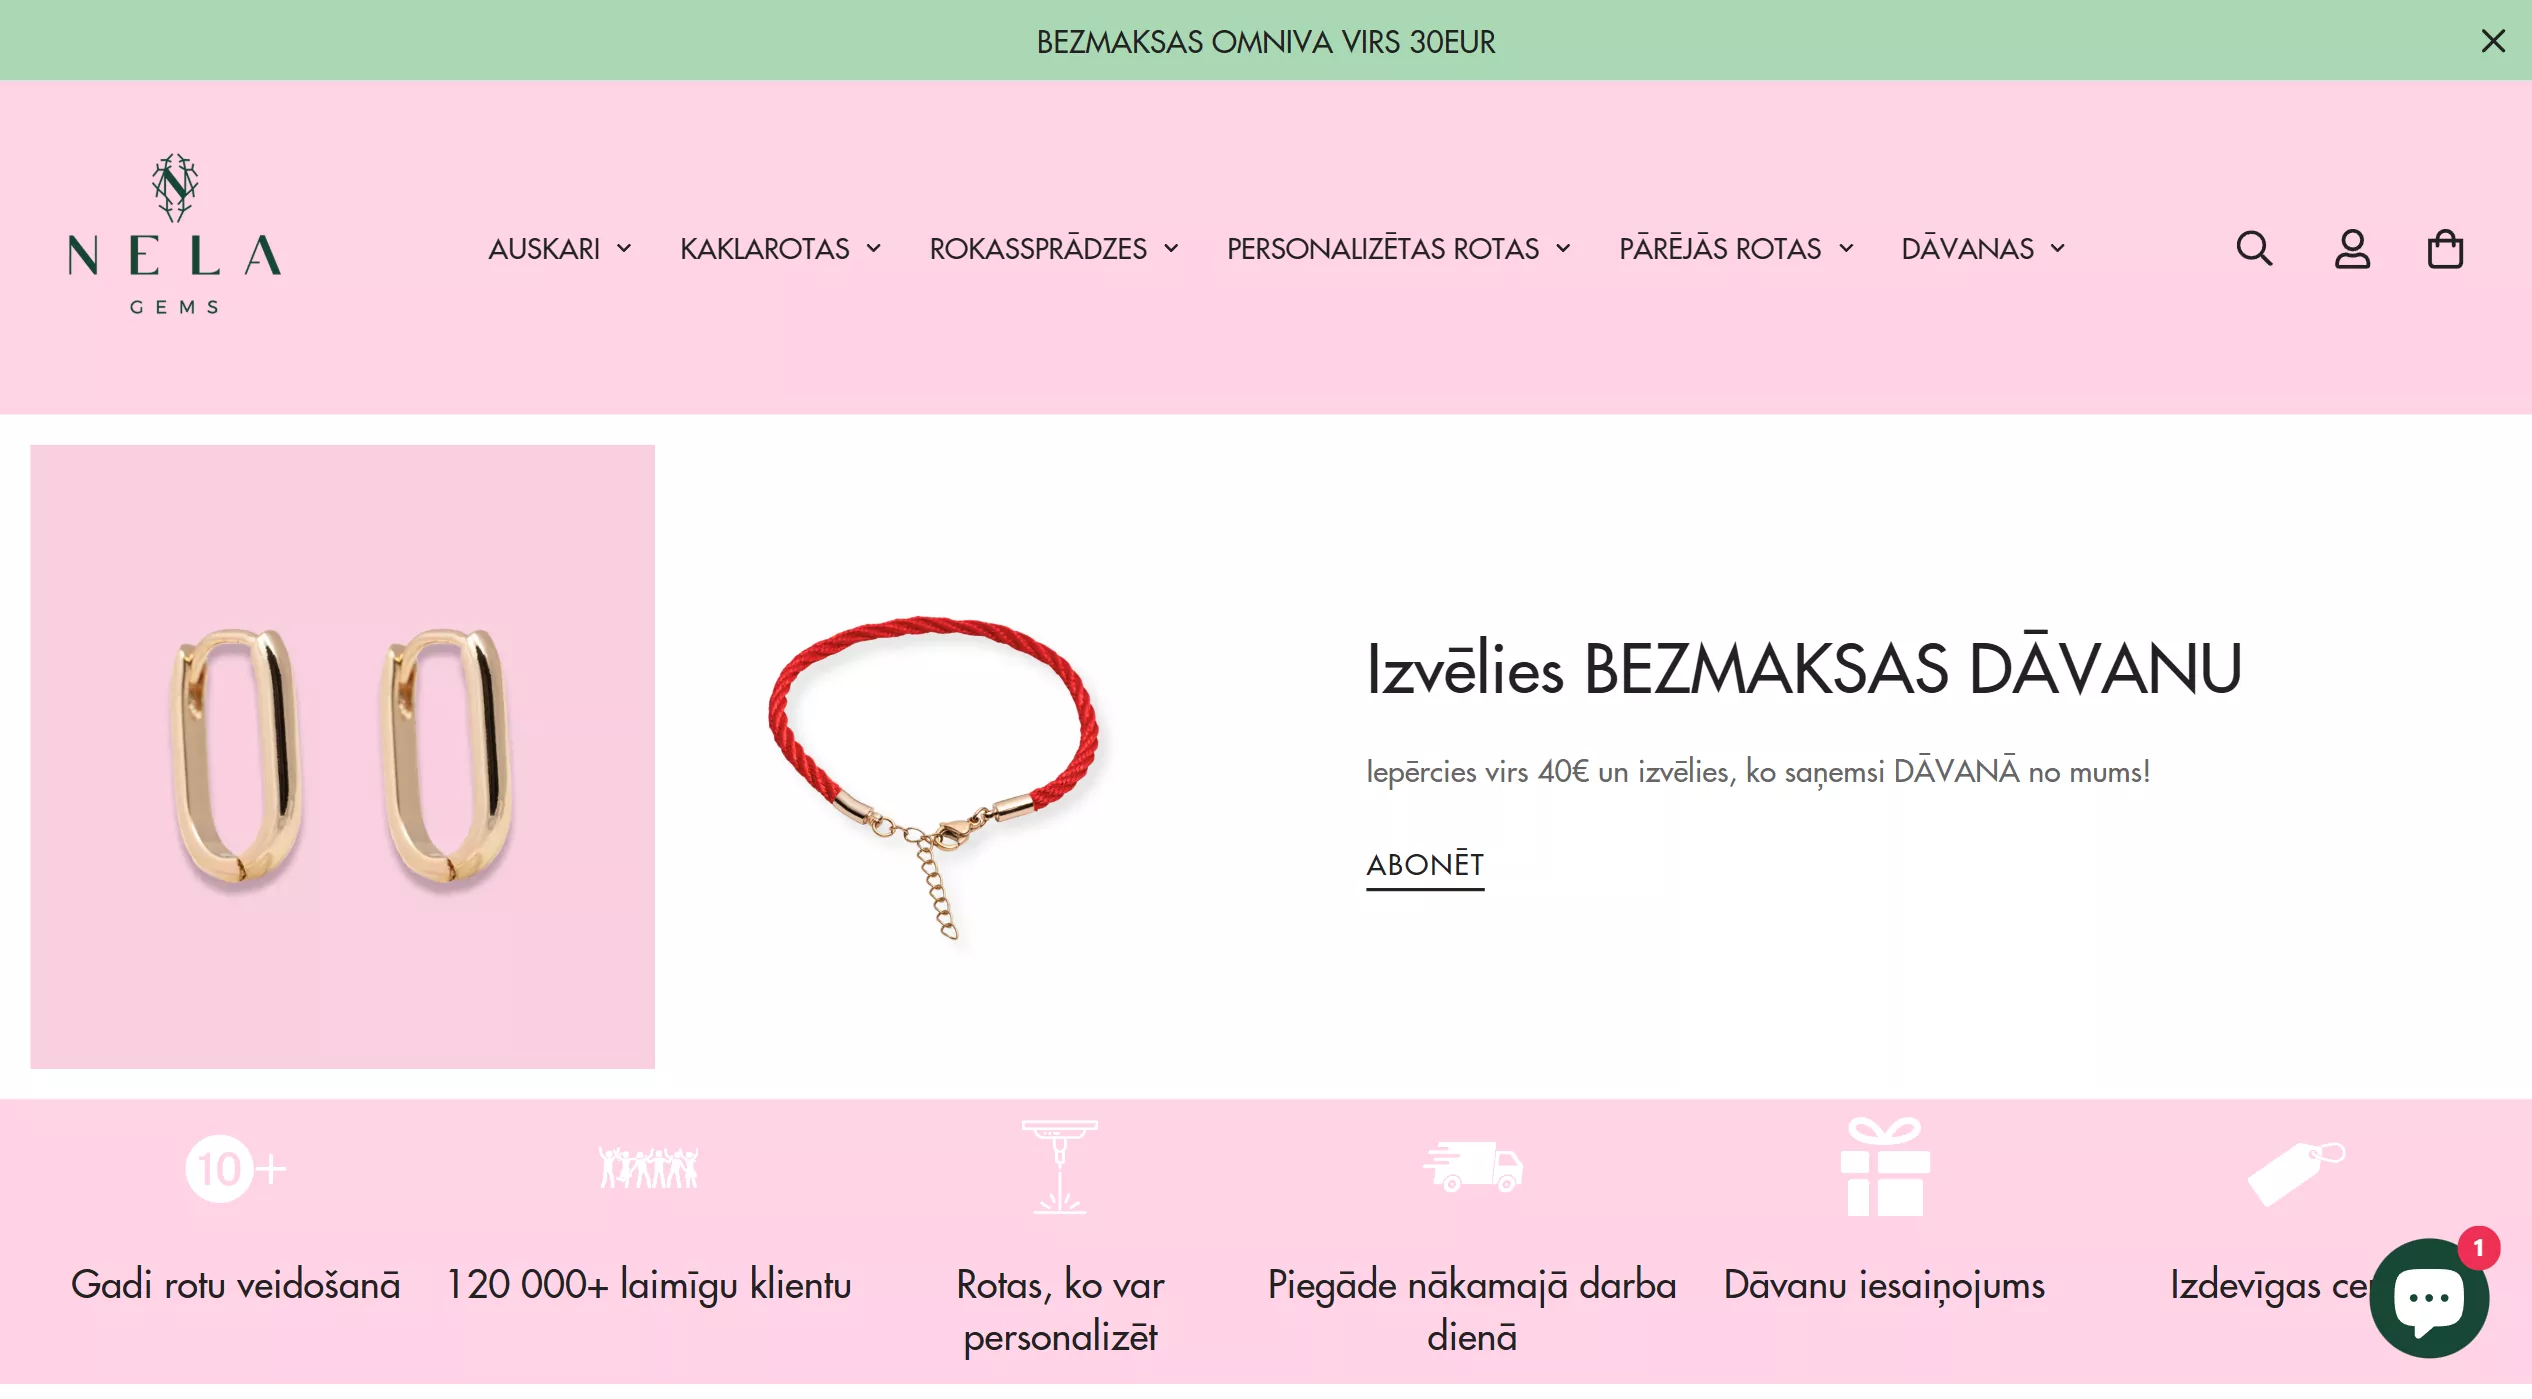 BEZMAKSAS OMNIVA VIRS 30EUR
NELA
GEMS
AUSKARI
KAKLAROTAS
ROKASSPRĀDZES
PERSONALIZĒTAS ROTAS
PĀRĒJĀS ROTAS
DĀVANAS
Izvēlies BEZMAKSAS DĀVANU
Iepērcies virs 40€ un izvēlies, ko saņemsi DĀVANĀ no mums!
ABONĒT
10+
Gadi rotu veidošanā
120 000+ laimīgu klientu
Rotas, ko var
personalizēt
Piegāde nākamajā darba
dienā
Dāvanu iesaiņojums
Izdevīgas
1